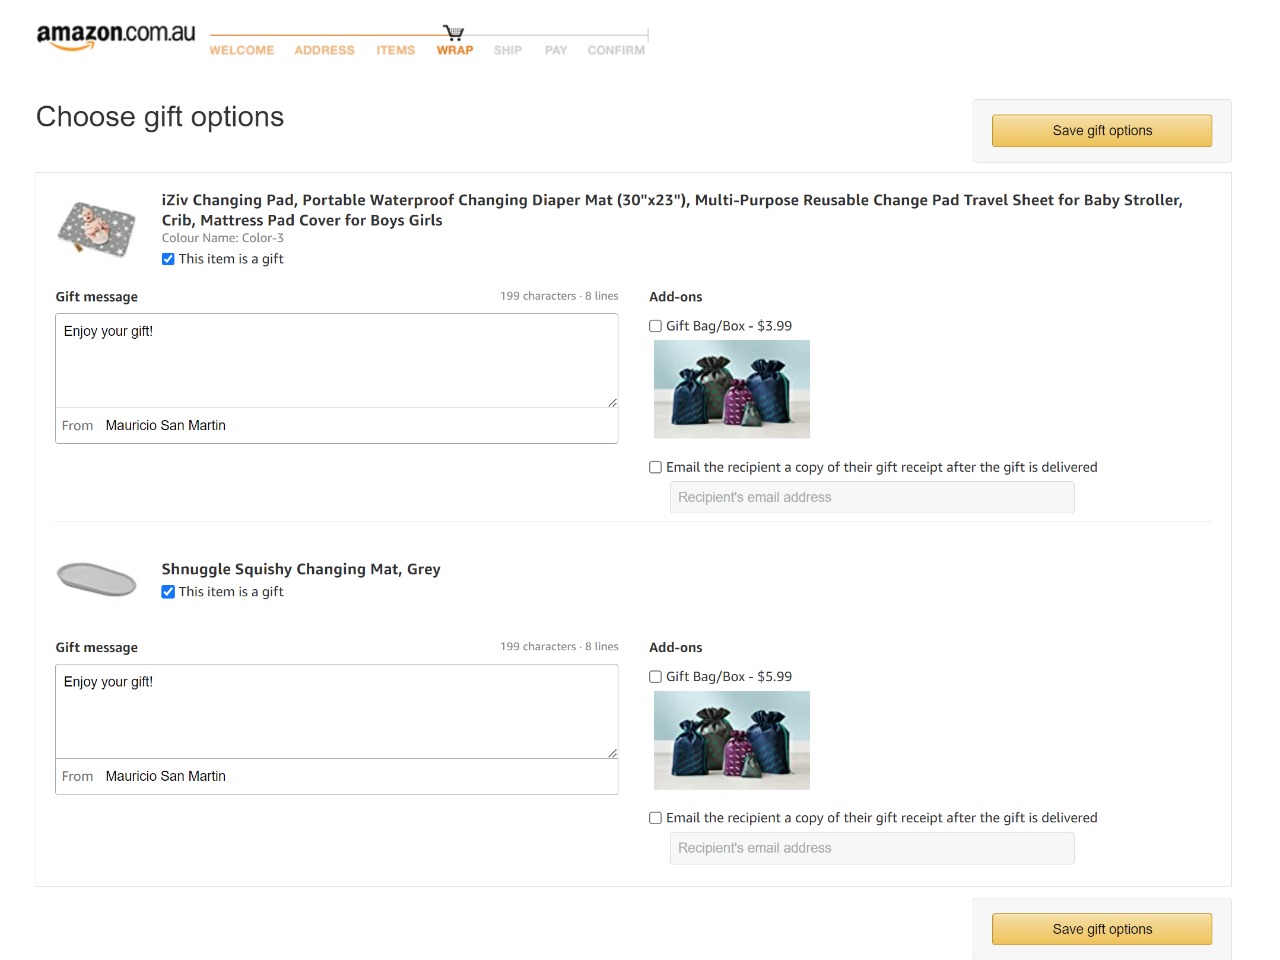 amazon.com.au
WELCOME ADDRESS ITEMS WRAP SHIP PAY CONFIRM
Choose gift options
Save gift options
iZiv Changing Pad, Portable Waterproof Changing Diaper Mat (30"x23"), Multi-Purpose Reusable Change Pad Travel Sheet for Baby Stroller,
Crib, Mattress Pad Cover for Boys Girls
Colour Name: Color-3
This item is a gift
Gift message 199 characters · 8 lines
Enjoy your gift!
From Mauricio San Martin
Add-ons
Gift Bag/Box - $3.99
Email the recipient a copy of their gift receipt after the gift is delivered
Recipient's email address
Shnuggle Squishy Changing Mat, Grey
This item is a gift
Gift message 199 characters · 8 lines
Enjoy your gift!
From Mauricio San Martin
Add-ons
Gift Bag/Box - $5.99
Email the recipient a copy of their gift receipt after the gift is delivered
Recipient's email address
Save gift options